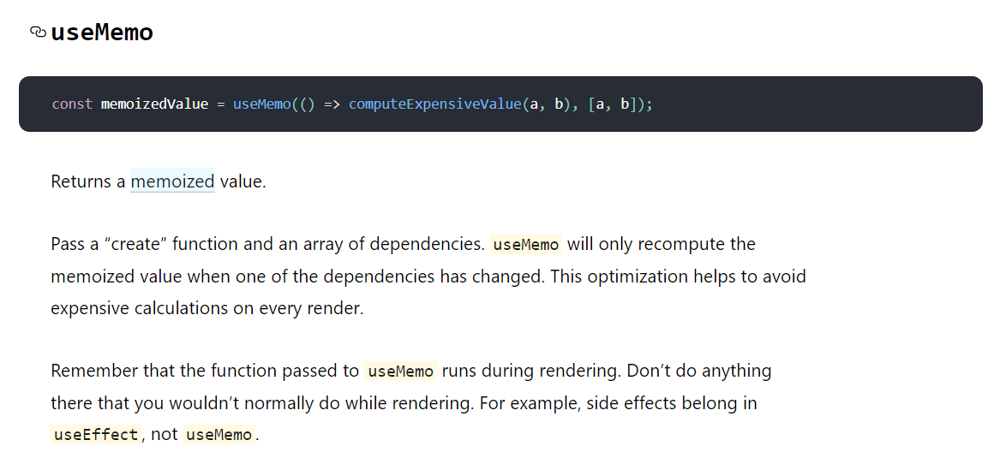 useMemo
const memoizedValue = useMemo(() => computeExpensiveValue(a, b), [a, b]);
Returns a memoized value.
Pass a “create” function and an array of dependencies. useMemo will only recompute the
memoized value when one of the dependencies has changed. This optimization helps to avoid
expensive calculations on every render.
Remember that the function passed to useMemo runs during rendering. Don’t do anything
there that you wouldn’t normally do while rendering. For example, side effects belong in
useEffect, not useMemo.